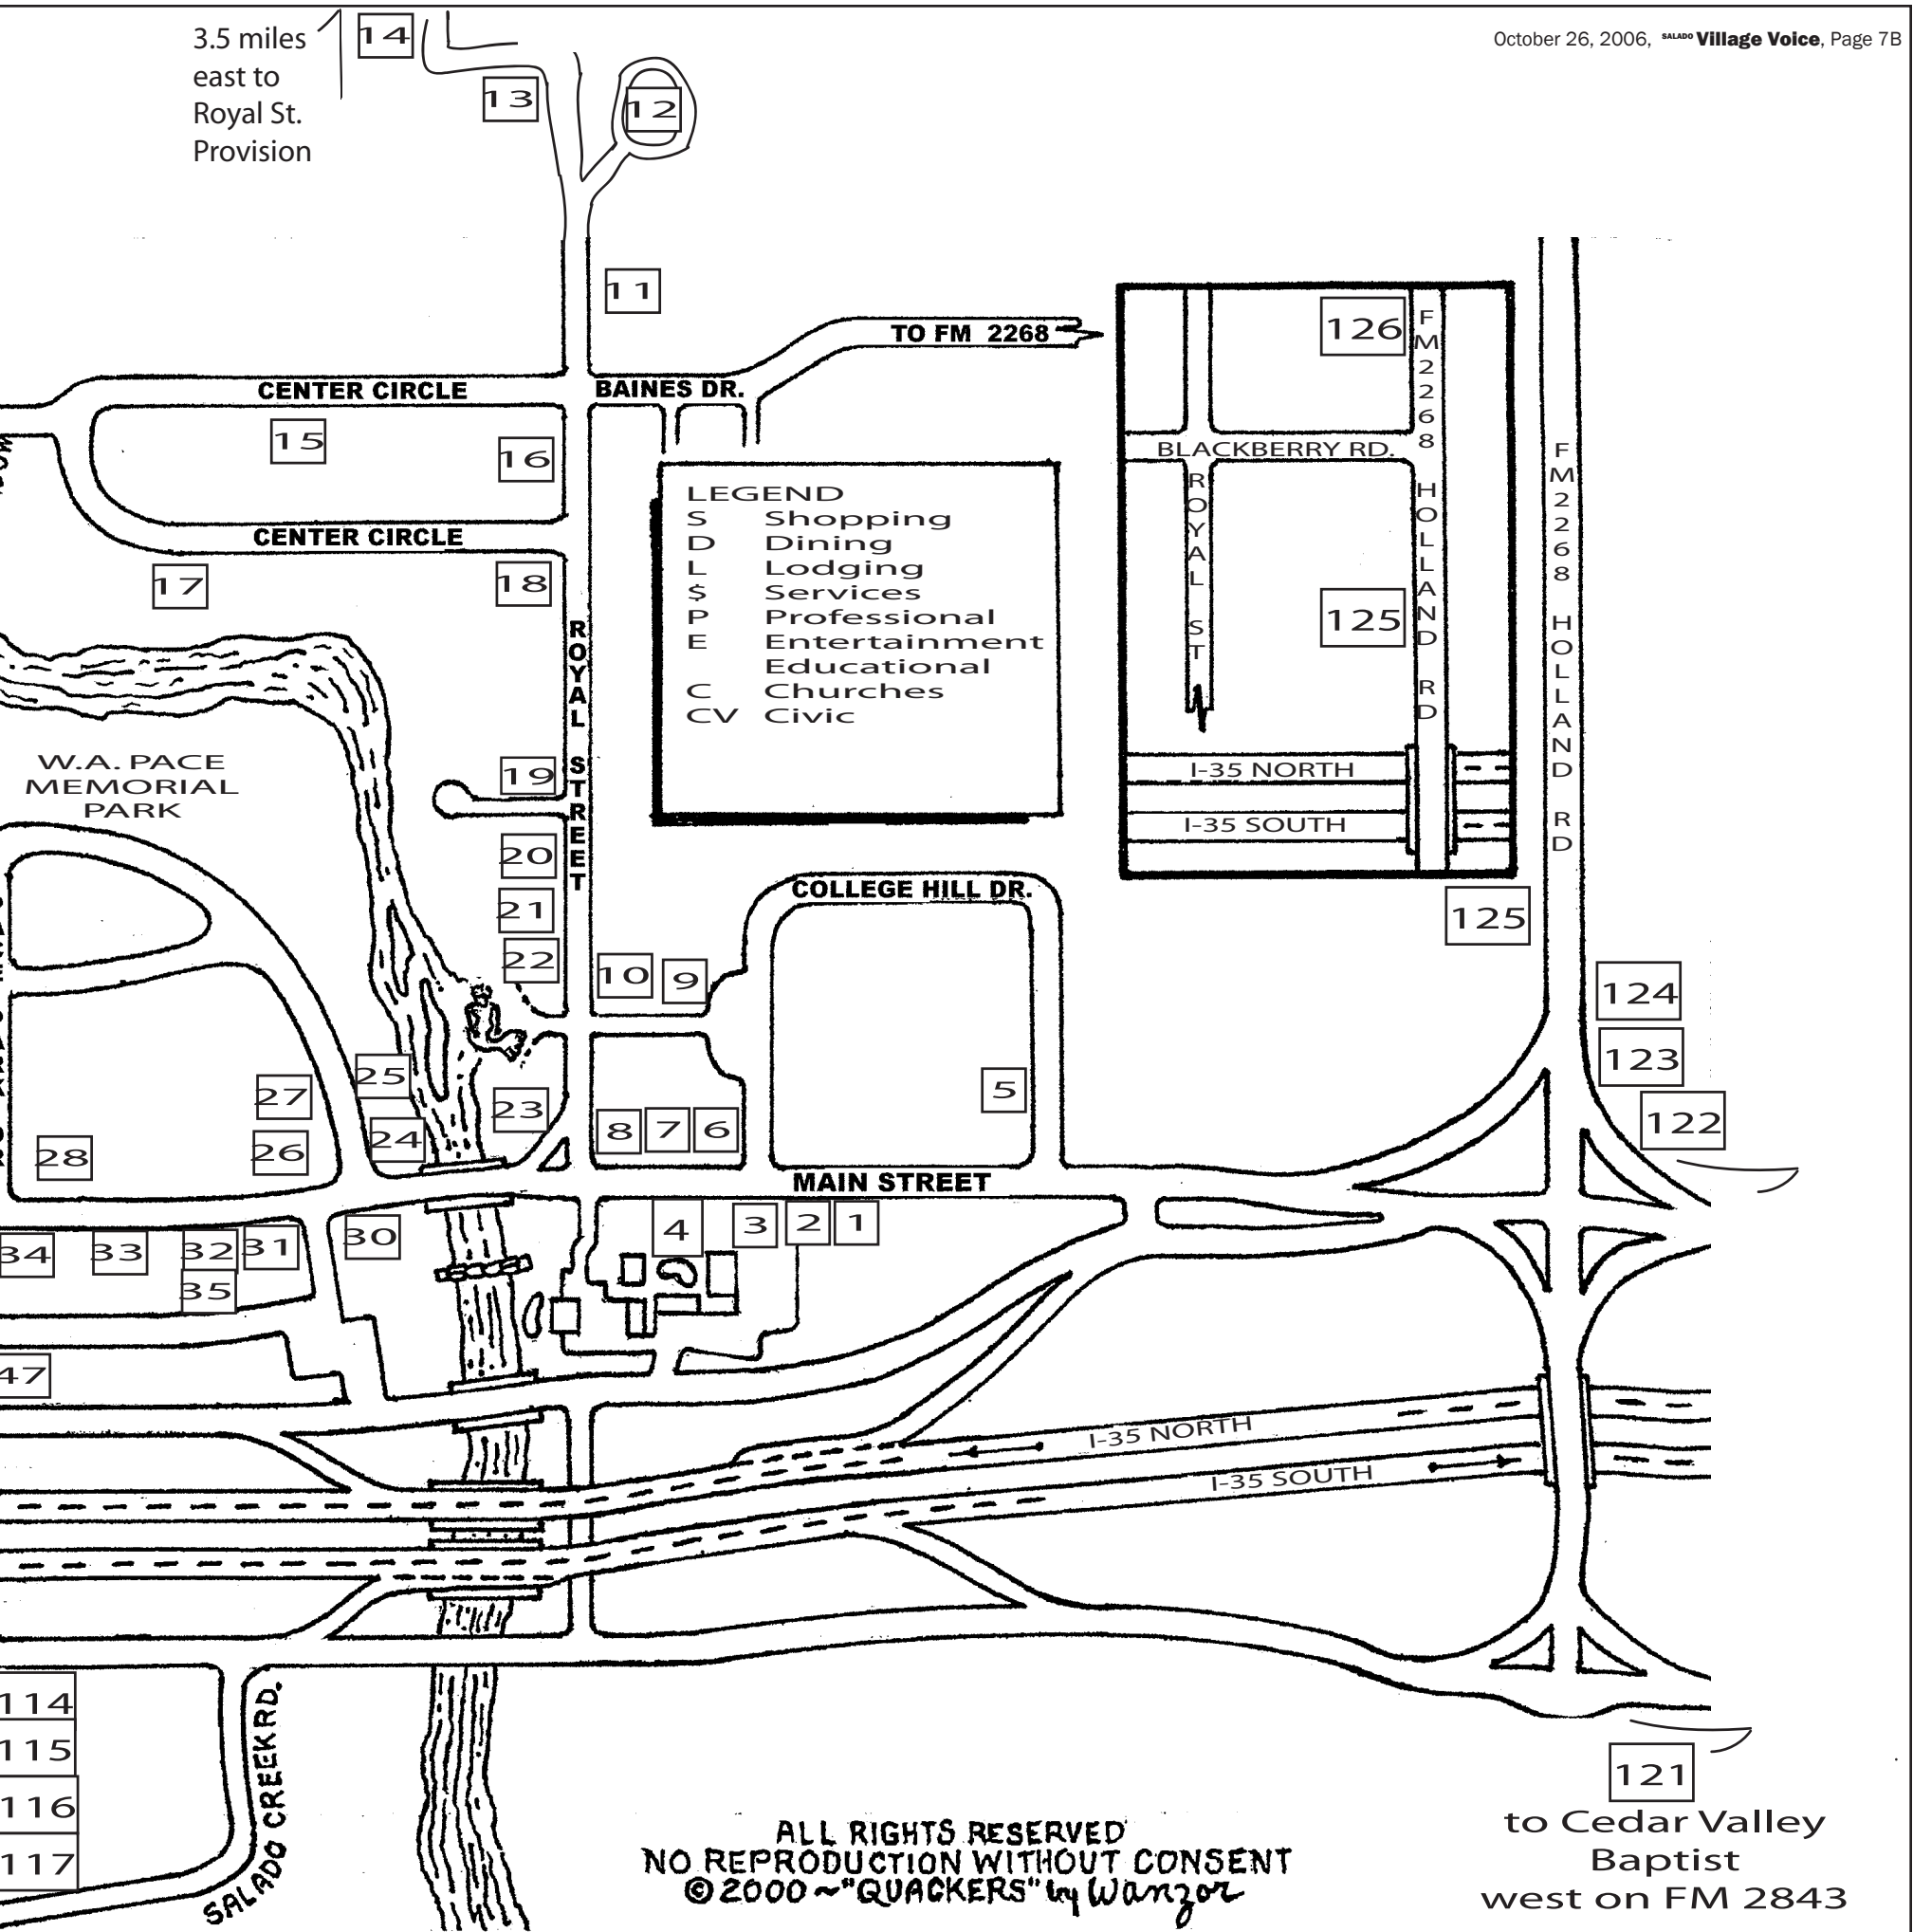 October 26, 2006, SALADO Village Voice, Page 7B
3.5 miles
east to
Royal St.
Provision
14
13
12
11
TO FM 2268
CENTER CIRCLE
BAINES DR.
15
16
CENTER CIRCLE
17
18
LEGEND
S Shopping
D Dining
L Lodging
$ Services
P Professional
E Entertainment
Educational
C Churches
CV Civic
126
FM2268 HOLLAND RD
BLACKBERRY RD.
ROYAL ST
125
I-35 NORTH
I-35 SOUTH
FM2268 HOLLAND RD
ROYAL STREET
W.A. PACE
MEMORIAL
PARK
19
20
21
22
10
9
COLLEGE HILL DR.
125
124
123
122
5
25
27
23
24
26
28
8
7
6
MAIN STREET
4
3
2
1
30
31
32
33
34
35
47
I-35 NORTH
I-35 SOUTH
114
115
116
117
SALADO CREEK RD.
121
to Cedar Valley
Baptist
west on FM 2843
ALL RIGHTS RESERVED
NO REPRODUCTION WITHOUT CONSENT
© 2000 ~ "QUACKERS" by Wanzor